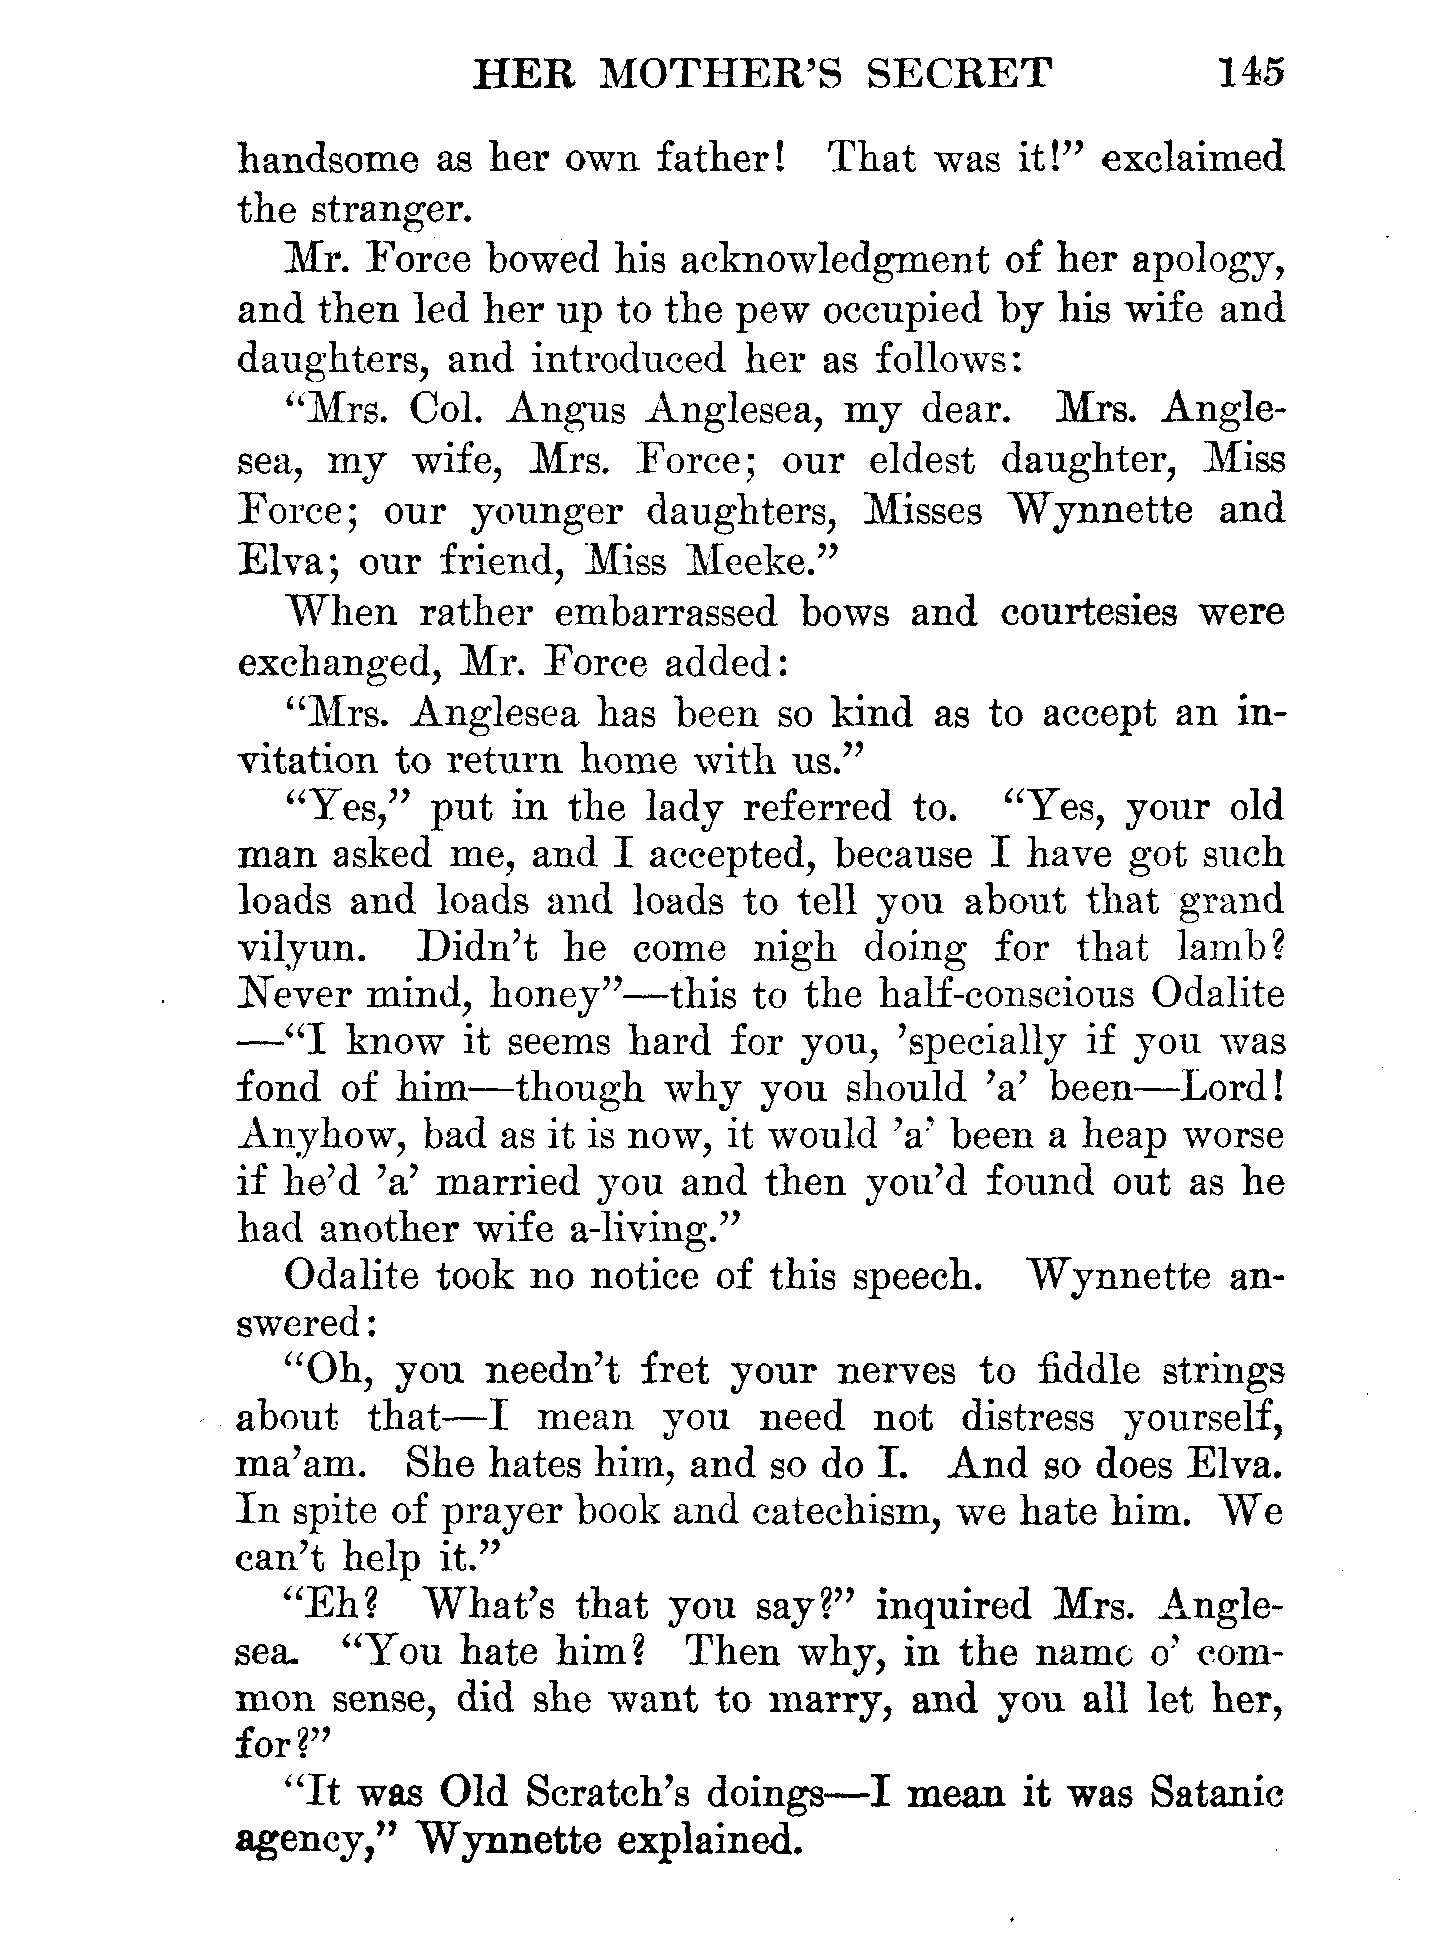 HER MOTHER'S SECRET 145
handsome as her own father! That was it!” exclaimed
the stranger.
Mr. Force bowed his acknowledgment of her apology,
and then led her up to the pew occupied by his wife and
daughters, and introduced her as follows:
“Mrs. Col. Angus Anglesea, my dear. Mrs. Angle-
sea, my wife, Mrs. Force; our eldest daughter, Miss
Force; our younger daughters, Misses Wynnette and
Elva; our friend, Miss Meeke.”
When rather embarrassed bows and courtesies were
exchanged, Mr. Force added:
“Mrs. Anglesea has been so kind as to accept an in-
vitation to return home with us.”
“Yes,” put in the lady referred to. “Yes, your old
man asked me, and I accepted, because I have got such
loads and loads and loads to tell you about that grand
vilyun. Didn’t he come nigh doing for that lamb?
Never mind, honey”—this to the half-conscious Odalite
—“I know it seems hard for you, ’specially if you was
fond of him—though why you should ’a’ been—Lord!
Anyhow, bad as it is now, it would ’a’ been a heap worse
if he’d ’a’ married you and then you’d found out as he
had another wife a-living.”
Odalite took no notice of this speech. Wynnette an-
swered:
“Oh, you needn’t fret your nerves to fiddle strings
about that—I mean you need not distress yourself,
ma’am. She hates him, and so do I. And so does Elva.
In spite of prayer book and catechism, we hate him. We
can’t help it.”
“Eh? What’s that you say?” inquired Mrs. Angle-
sea. “You hate him? Then why, in the name o’ com-
mon sense, did she want to marry, and you all let her,
for?”
“It was Old Scratch’s doings—I mean it was Satanic
agency,” Wynnette explained.